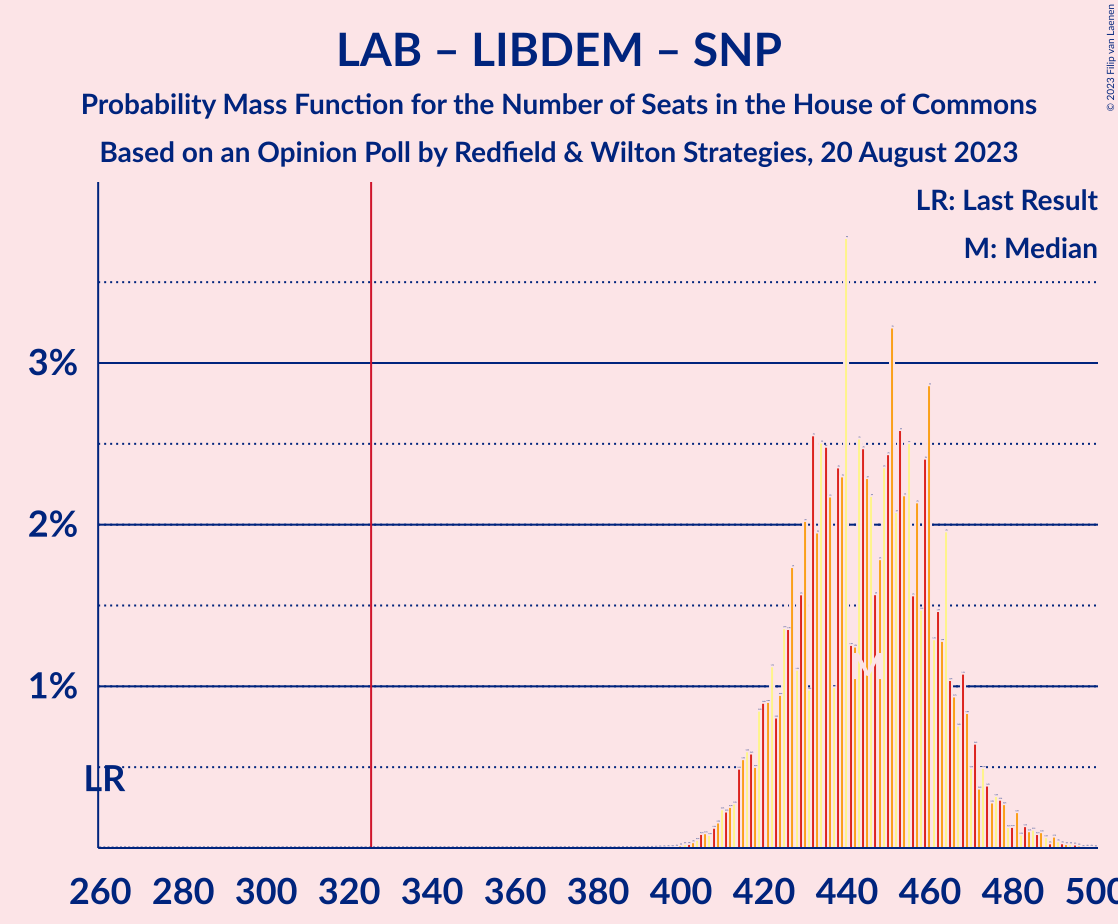 LAB – LIBDEM – SNP
Probability Mass Function for the Number of Seats in the House of Commons
Based on an Opinion Poll by Redfield & Wilton Strategies, 20 August 2023
© 2023 Filip van Laenen
LR: Last Result
M: Median
3%
2%
1%
LR
M
260 280 300 320 340 360 380 400 420 440 460 480 500